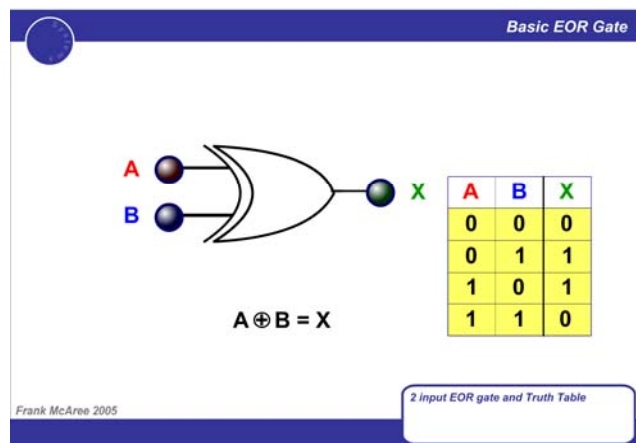 Basic EOR Gate
A
B
X
A B X
0 0 0
0 1 1
1 0 1
1 1 0
A ⊕ B = X
2 input EOR gate and Truth Table
Frank McAree 2005